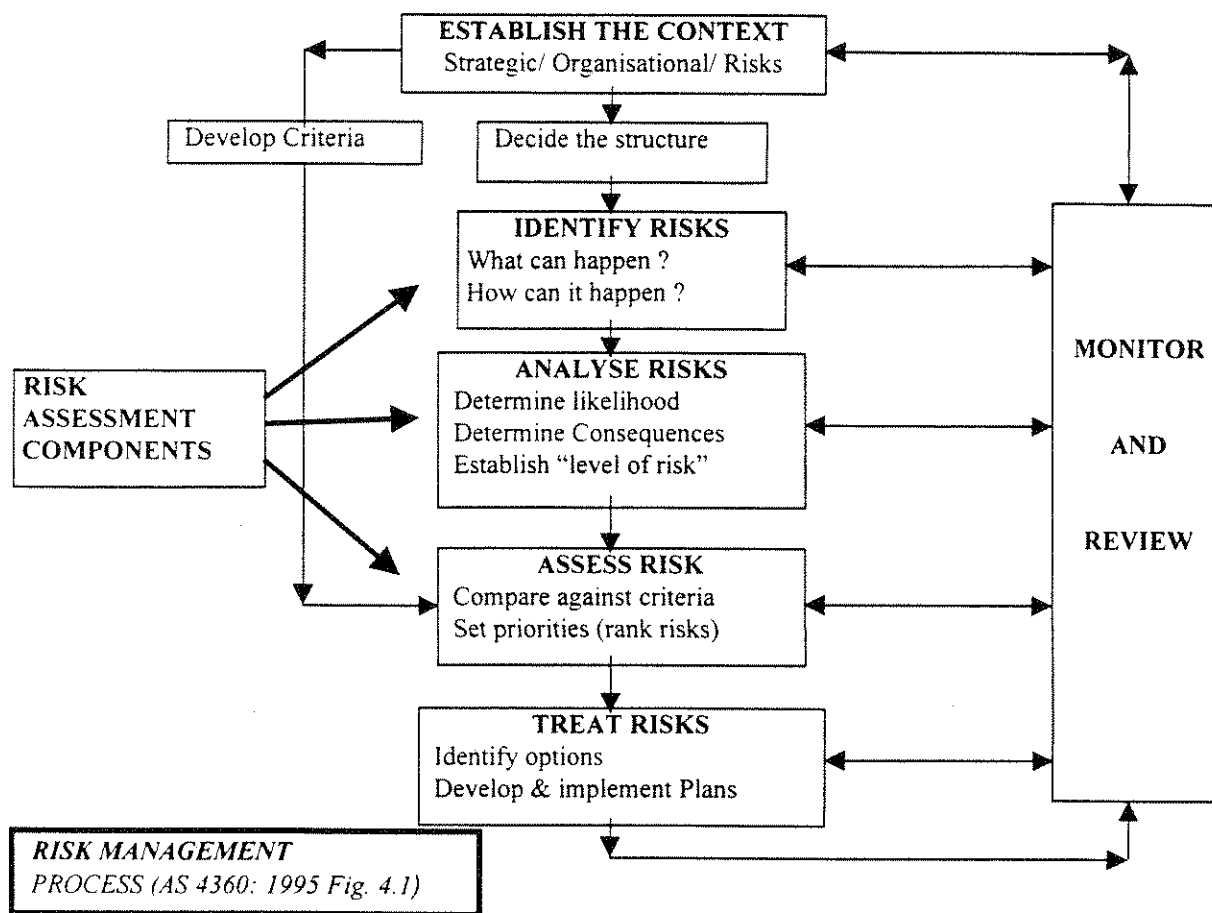 ESTABLISH THE CONTEXT
Strategic/ Organisational/ Risks
Develop Criteria
Decide the structure
IDENTIFY RISKS
What can happen ?
How can it happen ?
ANALYSE RISKS
Determine likelihood
Determine Consequences
Establish “level of risk”
RISK
ASSESSMENT
COMPONENTS
ASSESS RISK
Compare against criteria
Set priorities (rank risks)
TREAT RISKS
Identify options
Develop & implement Plans
MONITOR
AND
REVIEW
RISK MANAGEMENT
PROCESS (AS 4360: 1995 Fig. 4.1)